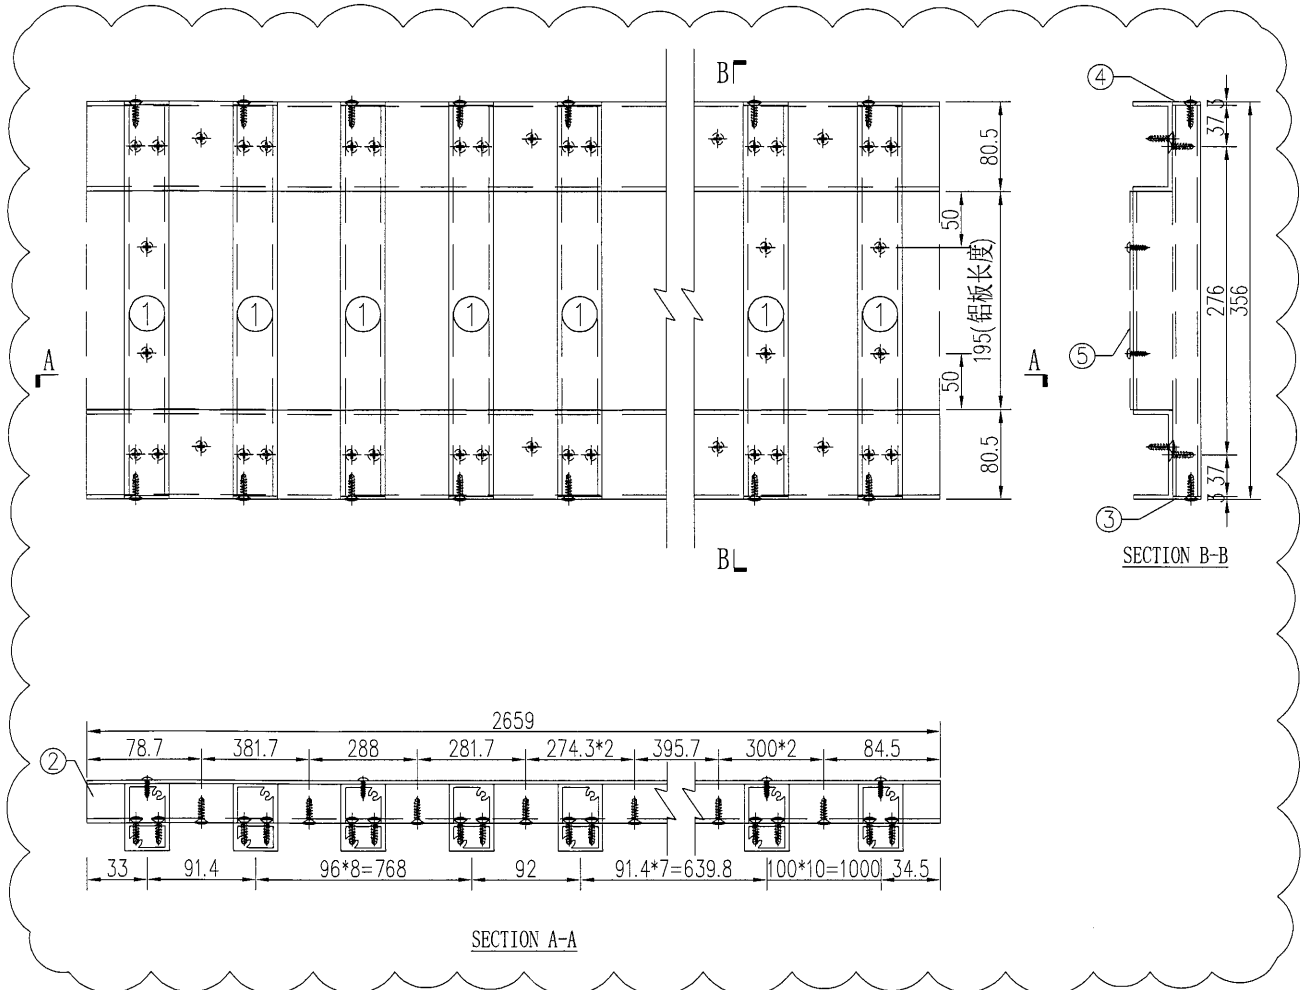 B
④
3
37
80.5
50
195(铝板长度)
276
356
① ① ① ① ① ① ①
⑤
A
A
50
80.5
37
3
③
B
SECTION B-B
2659
78.7 381.7 288 281.7 274.3*2 395.7 300*2 84.5
②
33 91.4 96*8=768 92 91.4*7=639.8 100*10=1000 34.5
SECTION A-A